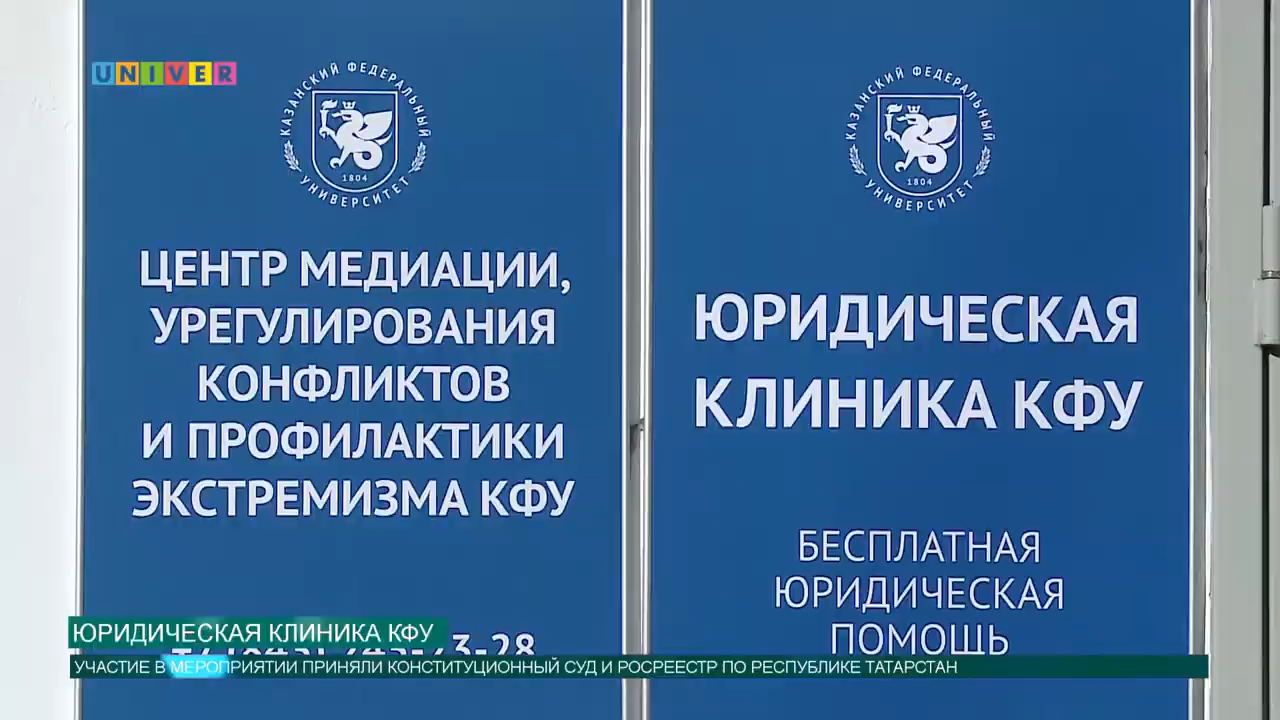 UNIVER
КАЗАНСКИЙ ФЕДЕРАЛЬНЫЙ
1804
УНИВЕРСИТЕТ
ЦЕНТР МЕДИАЦИИ,
УРЕГУЛИРОВАНИЯ
КОНФЛИКТОВ
И ПРОФИЛАКТИКИ
ЭКСТРЕМИЗМА КФУ
КАЗАНСКИЙ ФЕДЕРАЛЬНЫЙ
1804
УНИВЕРСИТЕТ
ЮРИДИЧЕСКАЯ
КЛИНИКА КФУ
БЕСПЛАТНАЯ
ЮРИДИЧЕСКАЯ
ПОМОЩЬ
ЮРИДИЧЕСКАЯ КЛИНИКА КФУ
УЧАСТИЕ В МЕРОПРИЯТИИ ПРИНЯЛИ КОНСТИТУЦИОННЫЙ СУД И РОСРЕЕСТР ПО РЕСПУБЛИКЕ ТАТАРСТАН